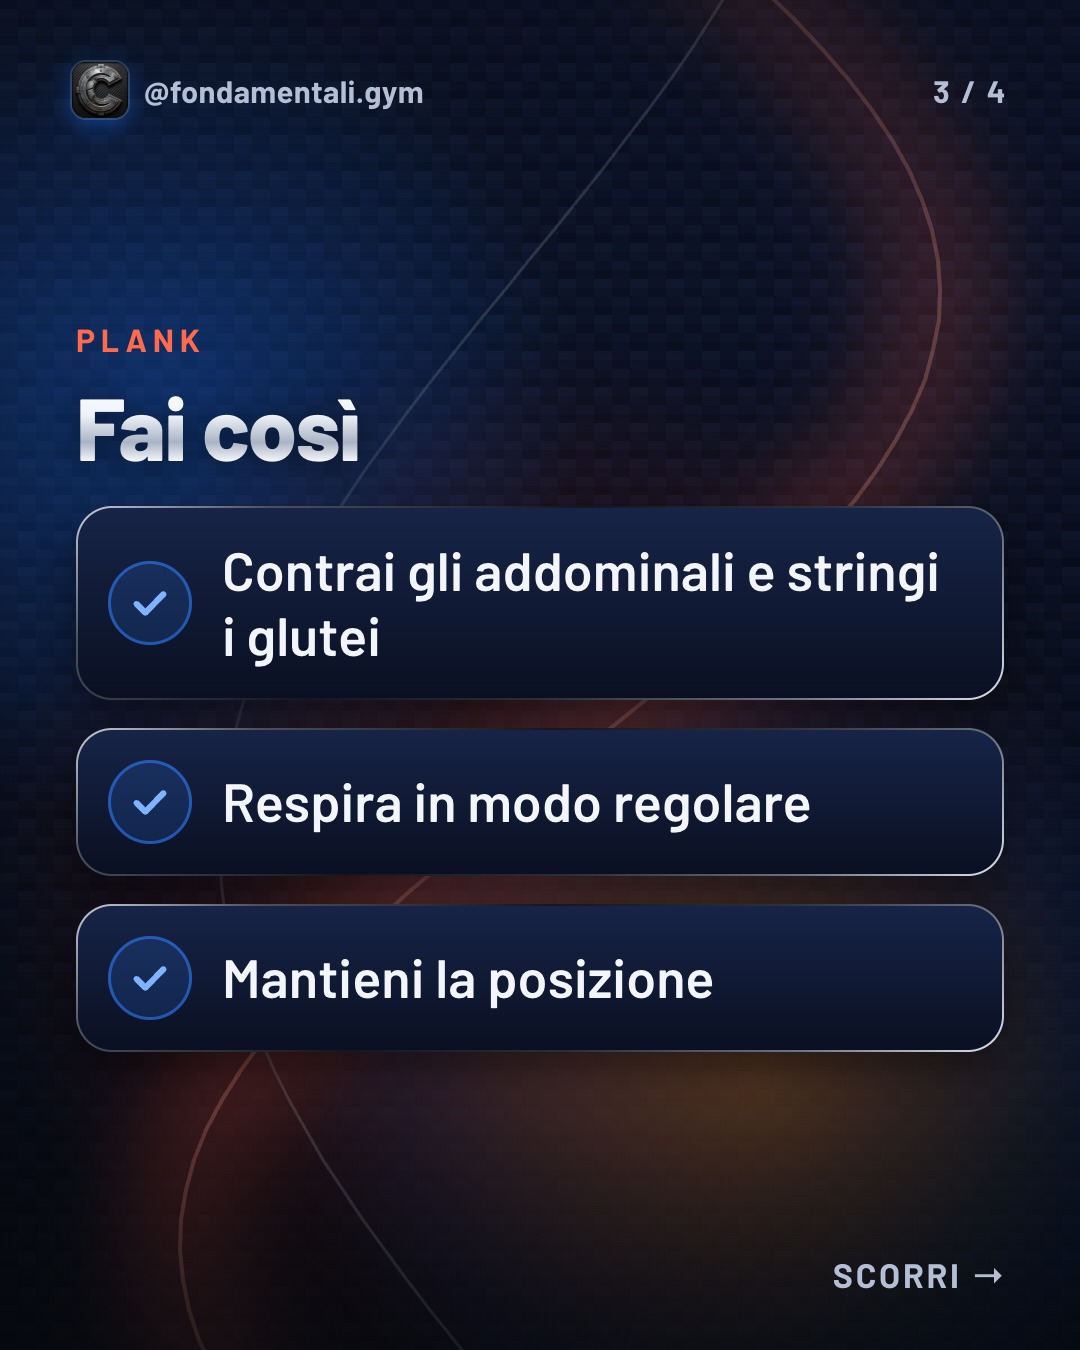 @fondamentali.gym
3 / 4
PLANK
Fai così
Contrai gli addominali e stringi
i glutei
Respira in modo regolare
Mantieni la posizione
SCORRI →